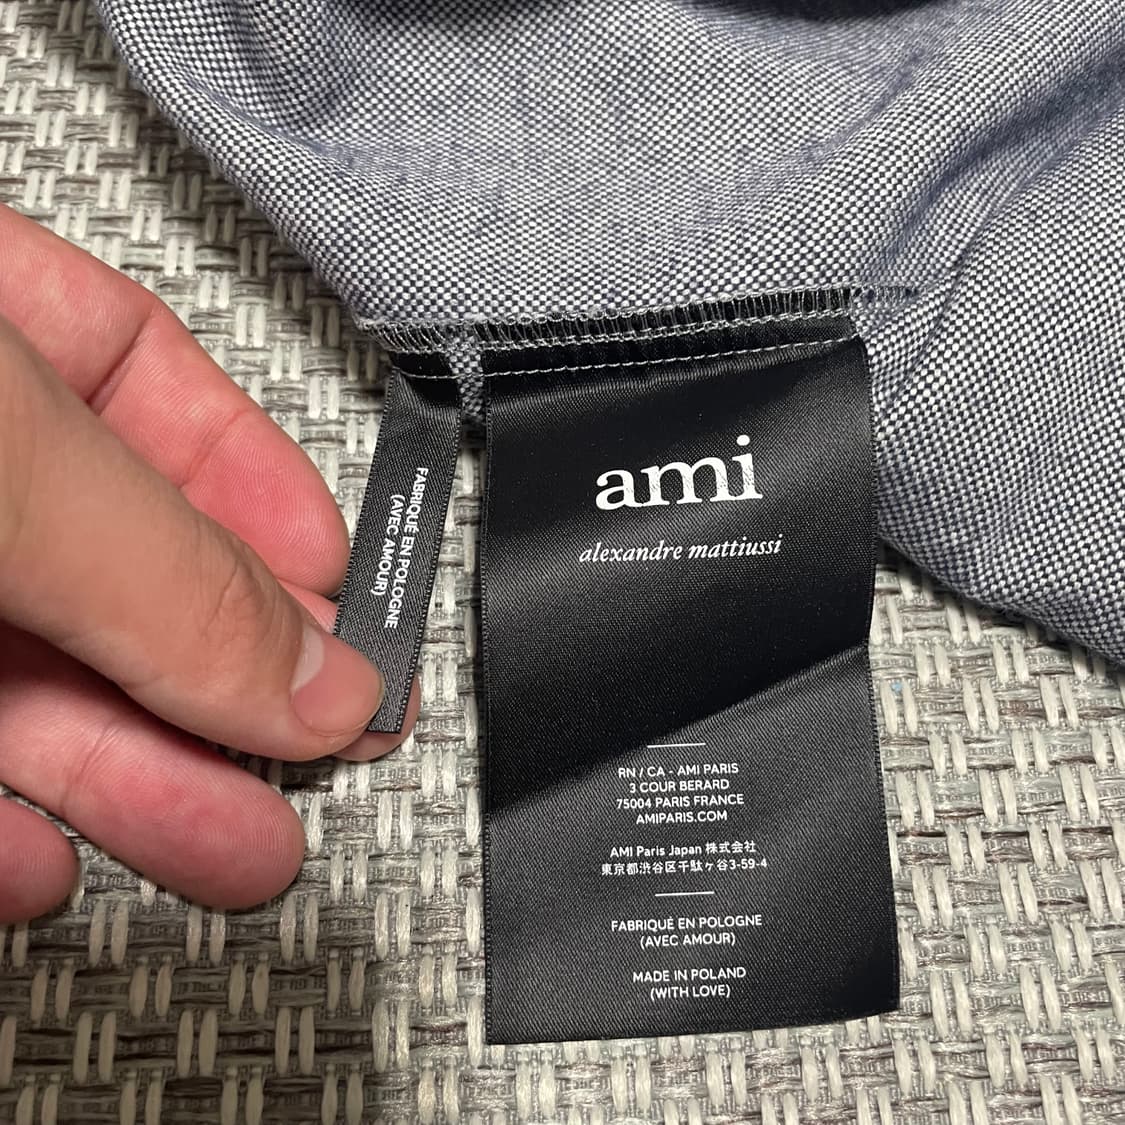 FABRIQUÉ EN POLOGNE
(AVEC AMOUR)
ami
alexandre mattiussi
RN / CA - AMI PARIS
3 COUR BERARD
75004 PARIS FRANCE
AMIPARIS.COM
AMI Paris Japan 株式会社
東京都渋谷区千駄ヶ谷3-59-4
FABRIQUÉ EN POLOGNE
(AVEC AMOUR)
MADE IN POLAND
(WITH LOVE)